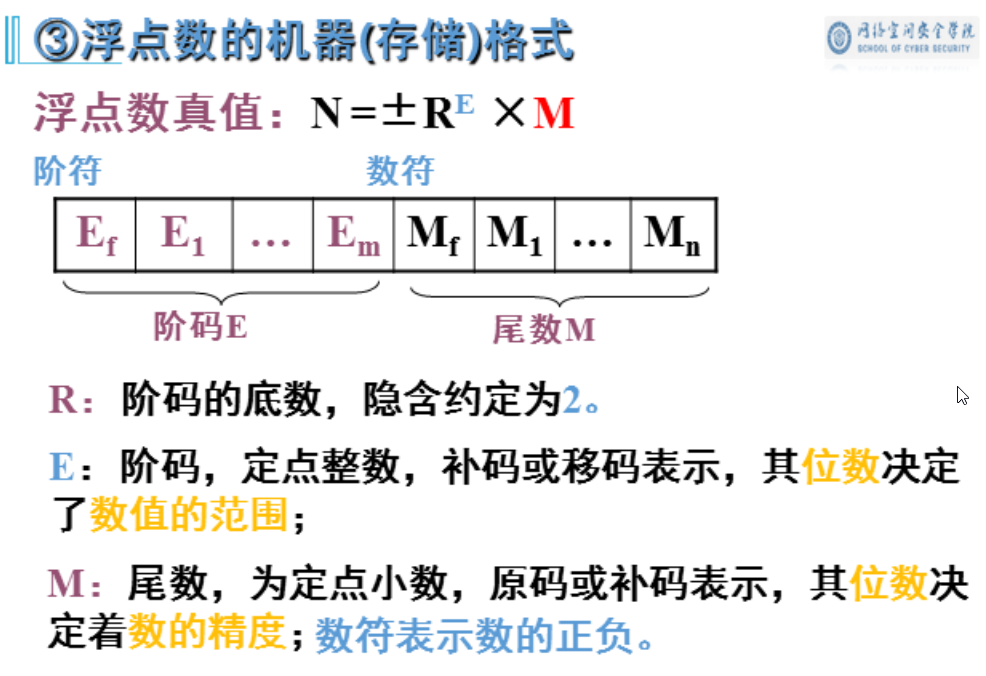 ③浮点数的机器(存储)格式
网络空间安全学院
SCHOOL OF CYBER SECURITY
浮点数真值：N=±R^E ×M
阶符 数符
E_f E_1 … E_m M_f M_1 … M_n
阶码E 尾数M
R：阶码的底数，隐含约定为2。
E：阶码，定点整数，补码或移码表示，其位数决定
了数值的范围；
M：尾数，为定点小数，原码或补码表示，其位数决
定着数的精度；数符表示数的正负。